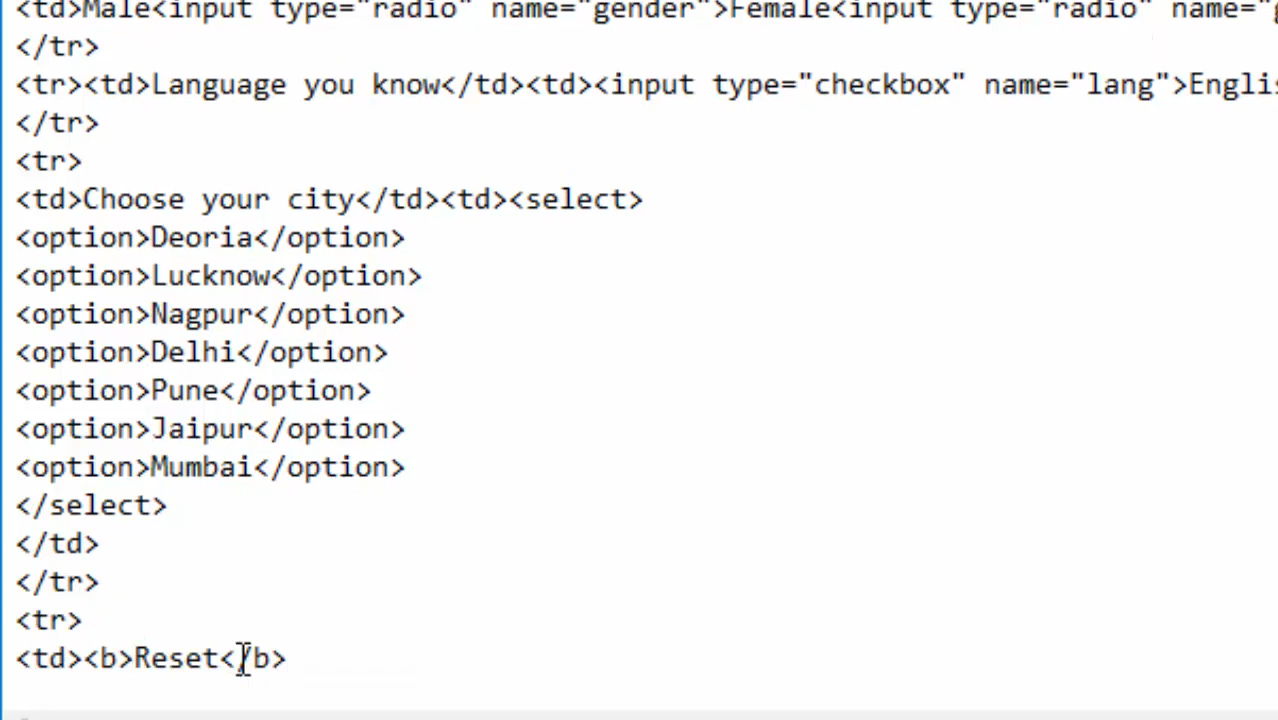 <td>Male<input type="radio" name="gender">Female<input type="radio" name="
</tr>
<tr><td>Language you know</td><td><input type="checkbox" name="lang">Englis
</tr>
<tr>
<td>Choose your city</td><td><select>
<option>Deoria</option>
<option>Lucknow</option>
<option>Nagpur</option>
<option>Delhi</option>
<option>Pune</option>
<option>Jaipur</option>
<option>Mumbai</option>
</select>
</td>
</tr>
<tr>
<td><b>Reset</b>